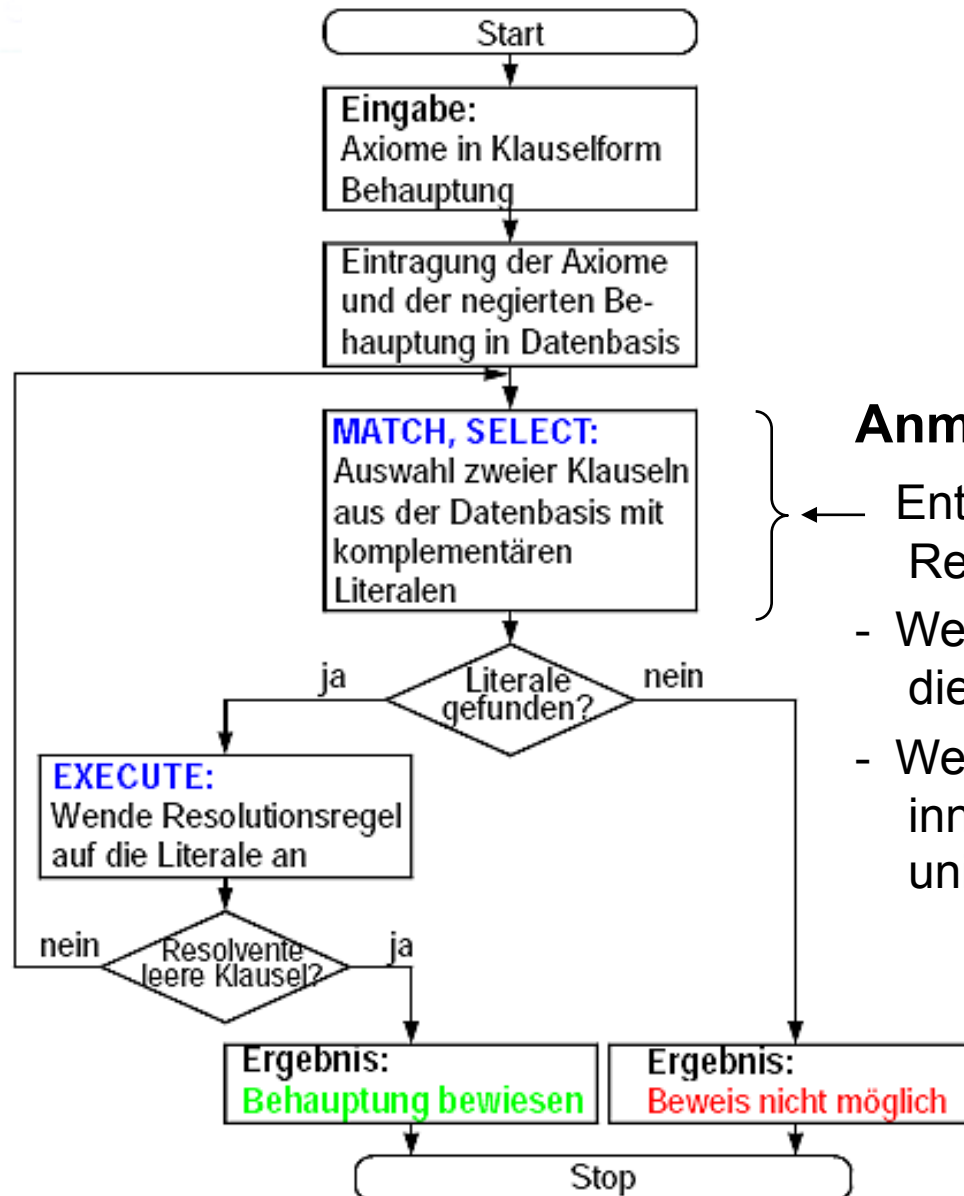 Start
Eingabe:
Axiome in Klauselform
Behauptung
Eintragung der Axiome
und der negierten Be-
hauptung in Datenbasis
MATCH, SELECT:
Auswahl zweier Klauseln
aus der Datenbasis mit
komplementären
Literalen
Literale
gefunden?
ja
nein
EXECUTE:
Wende Resolutionsregel
auf die Literale an
Resolvente
leere Klausel?
nein
ja
Ergebnis:
Behauptung bewiesen
Ergebnis:
Beweis nicht möglich
Stop
Anm
Ent
Re
- We
die
- We
inn
un